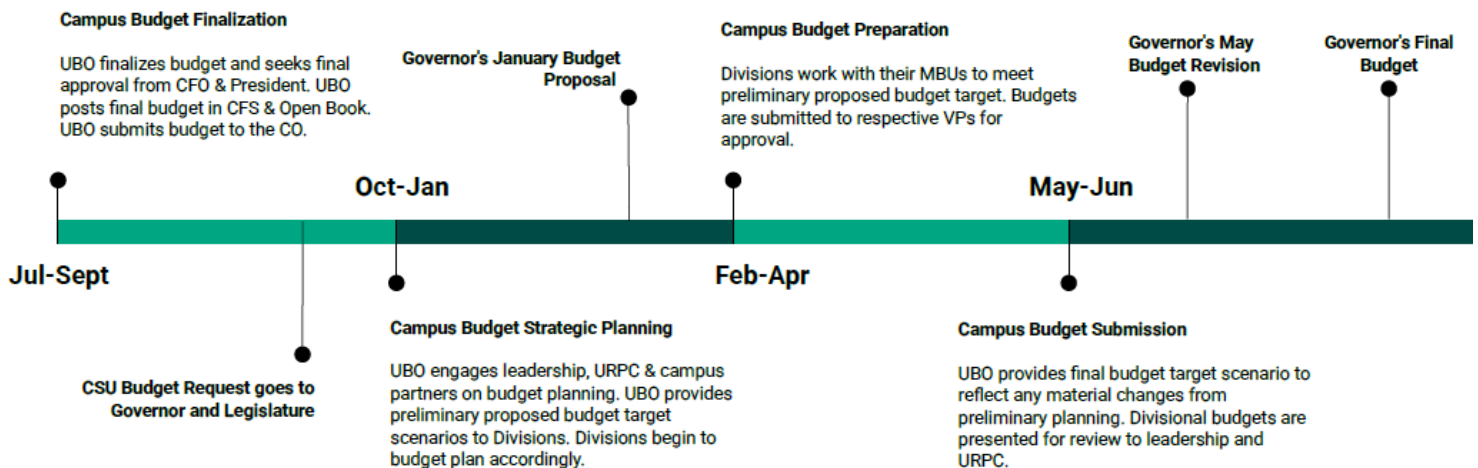 Campus Budget Finalization
UBO finalizes budget and seeks final
approval from CFO & President. UBO
posts final budget in CFS & Open Book.
UBO submits budget to the CO.
Governor's January Budget
Proposal
Campus Budget Preparation
Divisions work with their MBUs to meet
preliminary proposed budget target. Budgets
are submitted to respective VPs for
approval.
Governor's May
Budget Revision
Governor's Final
Budget
Oct-Jan
May-Jun
Jul-Sept
Feb-Apr
CSU Budget Request goes to
Governor and Legislature
Campus Budget Strategic Planning
UBO engages leadership, URPC & campus
partners on budget planning. UBO provides
preliminary proposed budget target
scenarios to Divisions. Divisions begin to
budget plan accordingly.
Campus Budget Submission
UBO provides final budget target scenario to
reflect any material changes from
preliminary planning. Divisional budgets are
presented for review to leadership and
URPC.